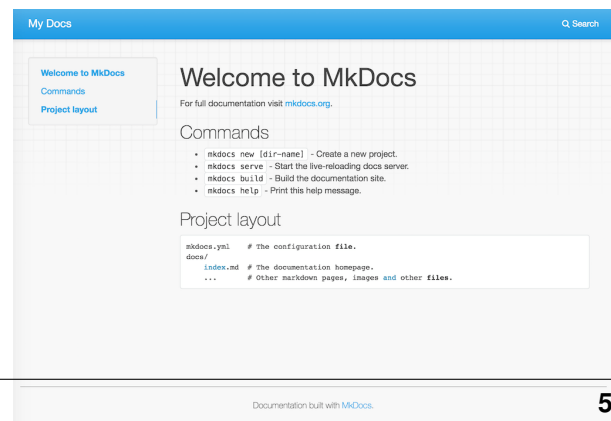 My Docs
Search
Welcome to MkDocs
Commands
Project layout
Welcome to MkDocs
For full documentation visit mkdocs.org.
Commands
• mkdocs new [dir-name] - Create a new project.
• mkdocs serve - Start the live-reloading docs server.
• mkdocs build - Build the documentation site.
• mkdocs help - Print this help message.
Project layout
mkdocs.yml    # The configuration file.
docs/
    index.md  # The documentation homepage.
    ...       # Other markdown pages, images and other files.
Documentation built with MkDocs.
5